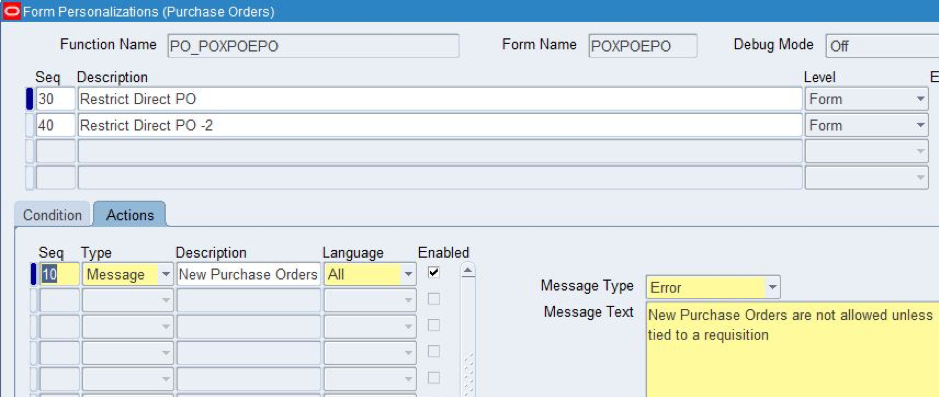 Form Personalizations (Purchase Orders)
Function Name PO_POXPOEPO Form Name POXPOEPO Debug Mode Off
Seq Description Level E
30 Restrict Direct PO Form
40 Restrict Direct PO -2 Form
Condition Actions
Seq Type Description Language Enabled
10 Message New Purchase Orders All
Message Type Error
Message Text New Purchase Orders are not allowed unless
tied to a requisition